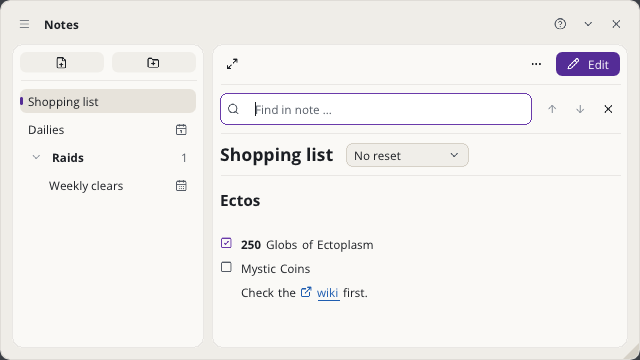 Notes
Edit
Shopping list
Find in note ...
Dailies
Raids 1
Weekly clears
Shopping list No reset
Ectos
250 Globs of Ectoplasm
Mystic Coins
Check the wiki first.